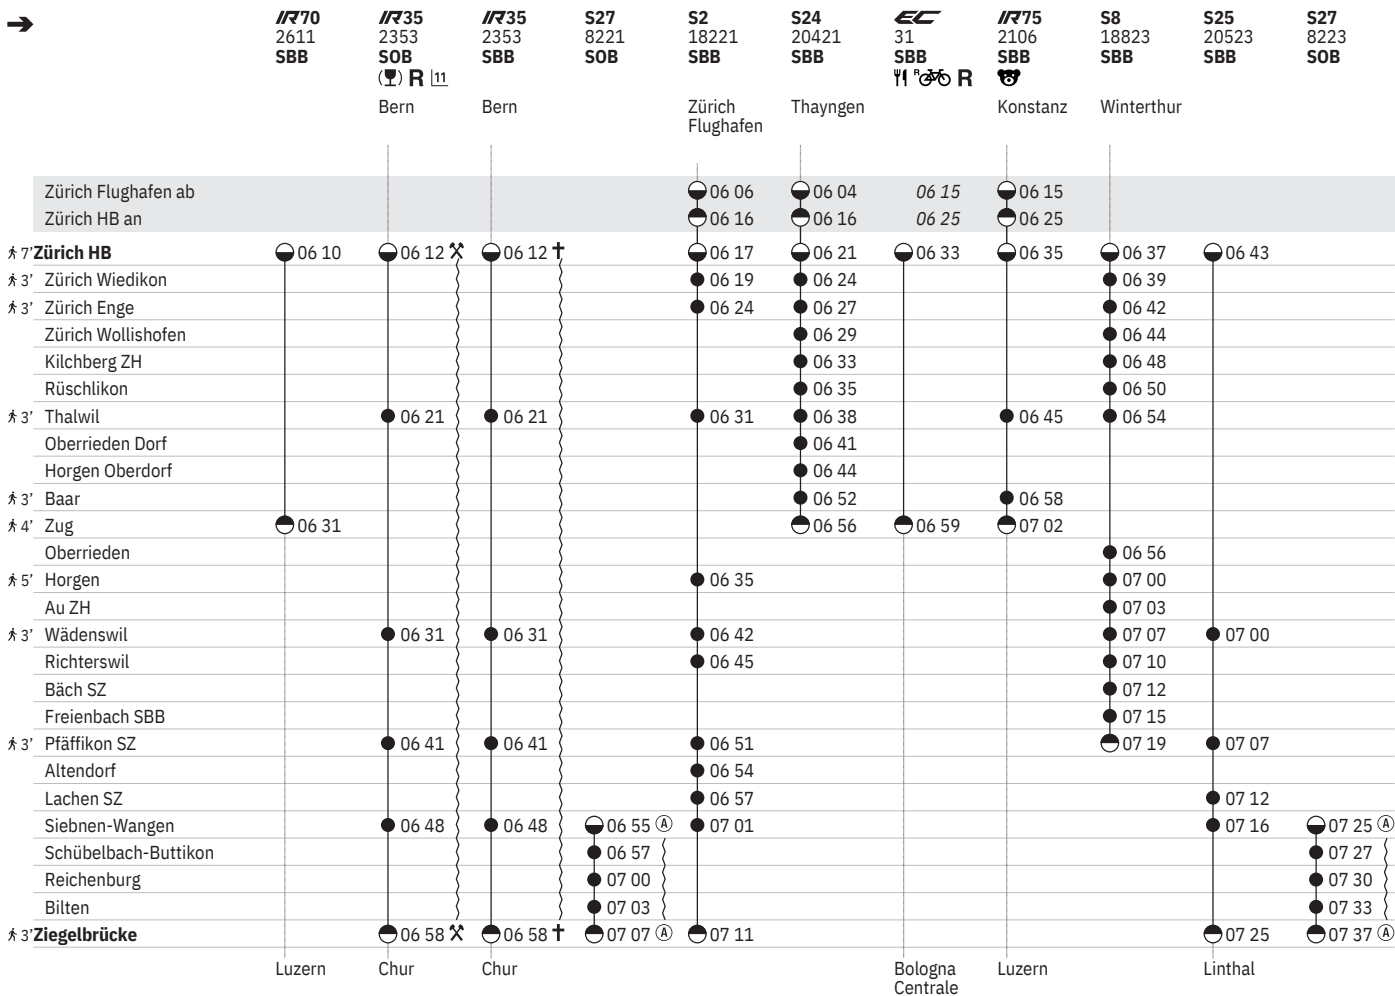 IR70 IR35 IR35 S27 S2 S24 EC IR75 S8 S25 S27
2611 2353 2353 8221 18221 20421 31 2106 18823 20523 8223
SBB SOB SBB SOB SBB SBB SBB SBB SBB SBB SOB
R 11 R R
Bern Bern Zürich Thayngen Konstanz Winterthur
Flughafen
Zürich Flughafen ab 06 06 06 04 06 15 06 15
Zürich HB an 06 16 06 16 06 25 06 25
7’ Zürich HB 06 10 06 12 06 12 06 17 06 21 06 33 06 35 06 37 06 43
3’ Zürich Wiedikon 06 19 06 24 06 39
3’ Zürich Enge 06 24 06 27 06 42
Zürich Wollishofen 06 29 06 44
Kilchberg ZH 06 33 06 48
Rüschlikon 06 35 06 50
3’ Thalwil 06 21 06 21 06 31 06 38 06 45 06 54
Oberrieden Dorf 06 41
Horgen Oberdorf 06 44
3’ Baar 06 52 06 58
4’ Zug 06 31 06 56 06 59 07 02
Oberrieden 06 56
5’ Horgen 06 35 07 00
Au ZH 07 03
3’ Wädenswil 06 31 06 31 06 42 07 07 07 00
Richterswil 06 45 07 10
Bäch SZ 07 12
Freienbach SBB 07 15
3’ Pfäffikon SZ 06 41 06 41 06 51 07 19 07 07
Altendorf 06 54
Lachen SZ 06 57 07 12
Siebnen-Wangen 06 48 06 48 06 55 Ⓐ 07 01 07 16 07 25 Ⓐ
Schübelbach-Buttikon 06 57 07 27
Reichenburg 07 00 07 30
Bilten 07 03 07 33
3’ Ziegelbrücke 06 58 06 58 07 07 Ⓐ 07 11 07 25 07 37 Ⓐ
Luzern Chur Chur Bologna Luzern Linthal
Centrale